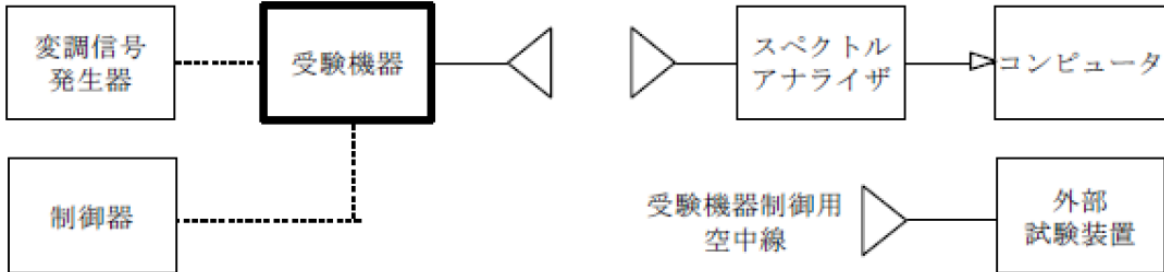 変調信号
発生器
受験機器
スペクトル
アナライザ
コンピュータ
制御器
受験機器制御用
空中線
外部
試験装置